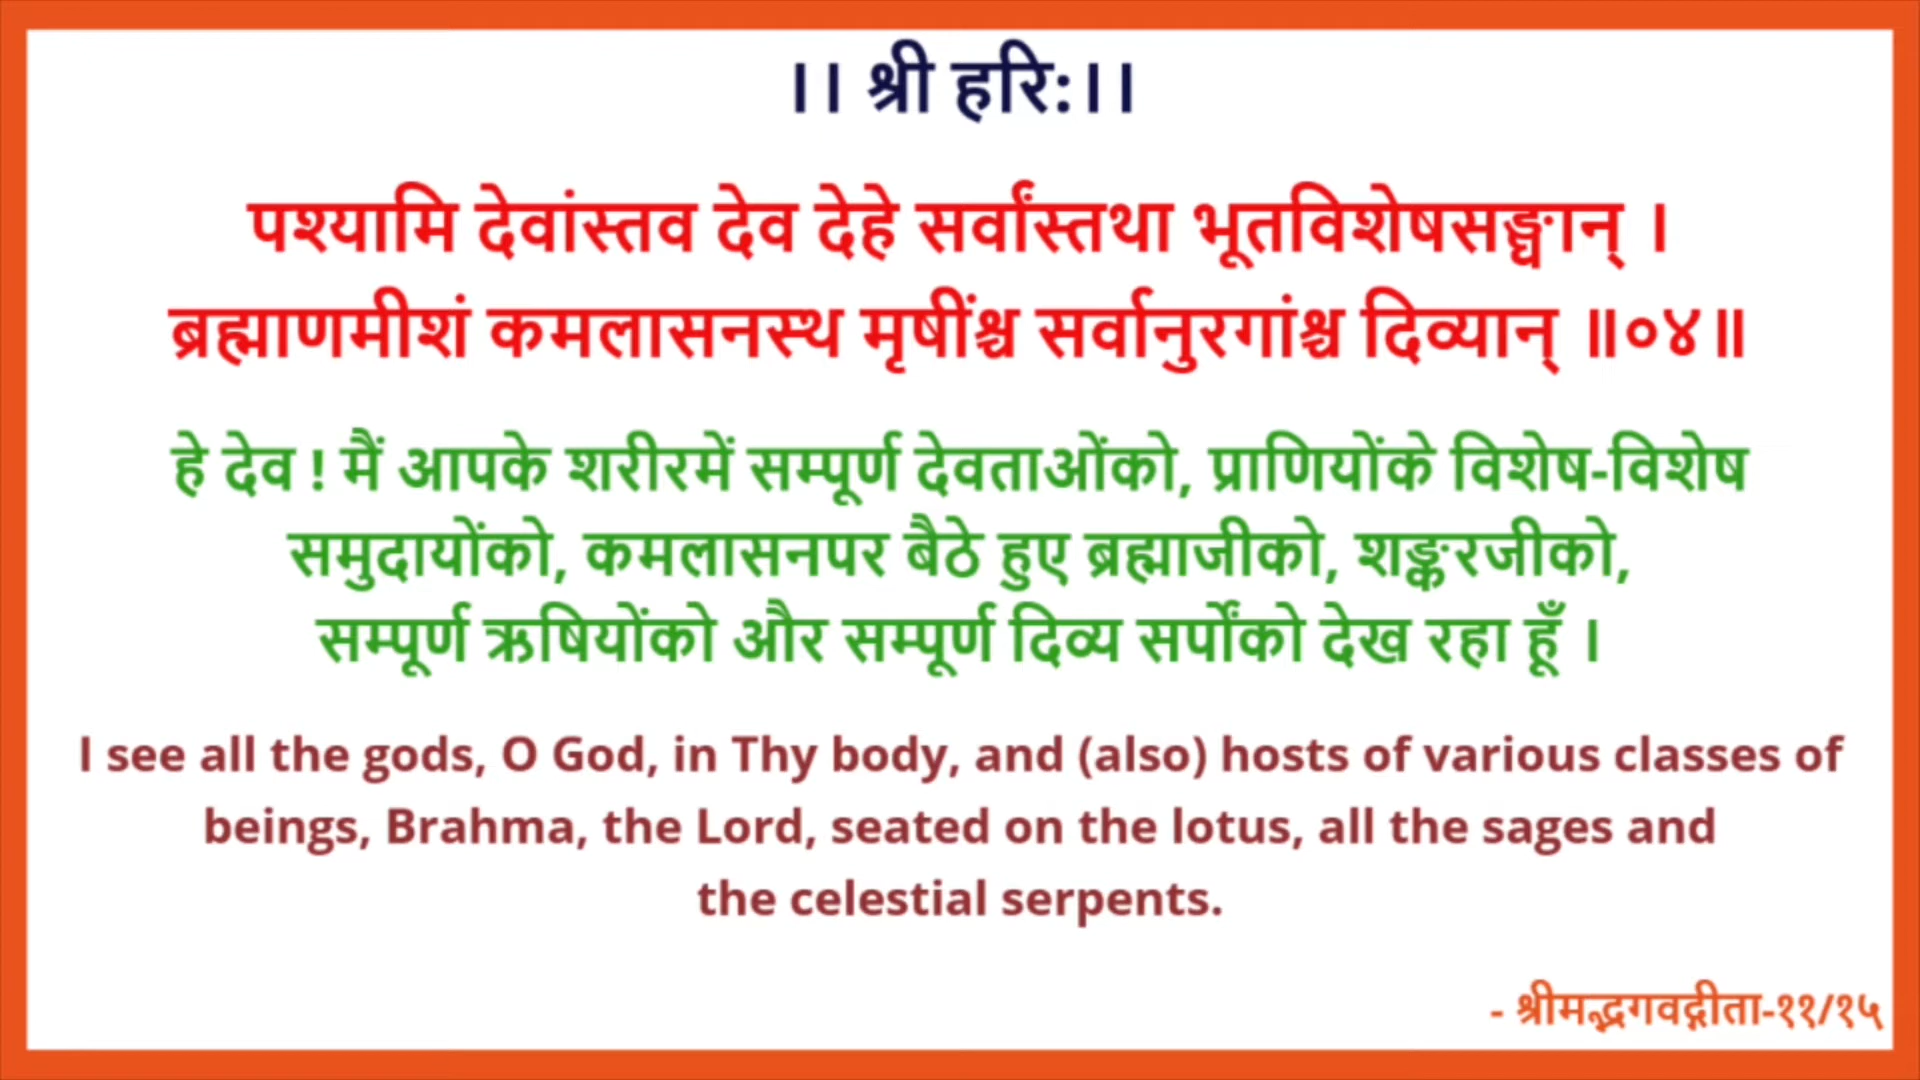 ।। श्री हरि:।।
पश्यामि देवांस्तव देव देहे सर्वांस्तथा भूतविशेषसङ्घान् ।
ब्रह्माणमीशं कमलासनस्थ मृषींश्च सर्वानुरगांश्च दिव्यान् ॥०४॥
हे देव ! मैं आपके शरीरमें सम्पूर्ण देवताओंको, प्राणियोंके विशेष-विशेष
समुदायोंको, कमलासनपर बैठे हुए ब्रह्माजीको, शङ्करजीको,
सम्पूर्ण ऋषियोंको और सम्पूर्ण दिव्य सर्पोंको देख रहा हूँ ।
I see all the gods, O God, in Thy body, and (also) hosts of various classes of
beings, Brahma, the Lord, seated on the lotus, all the sages and
the celestial serpents.
- श्रीमद्भगवद्गीता-११/१५